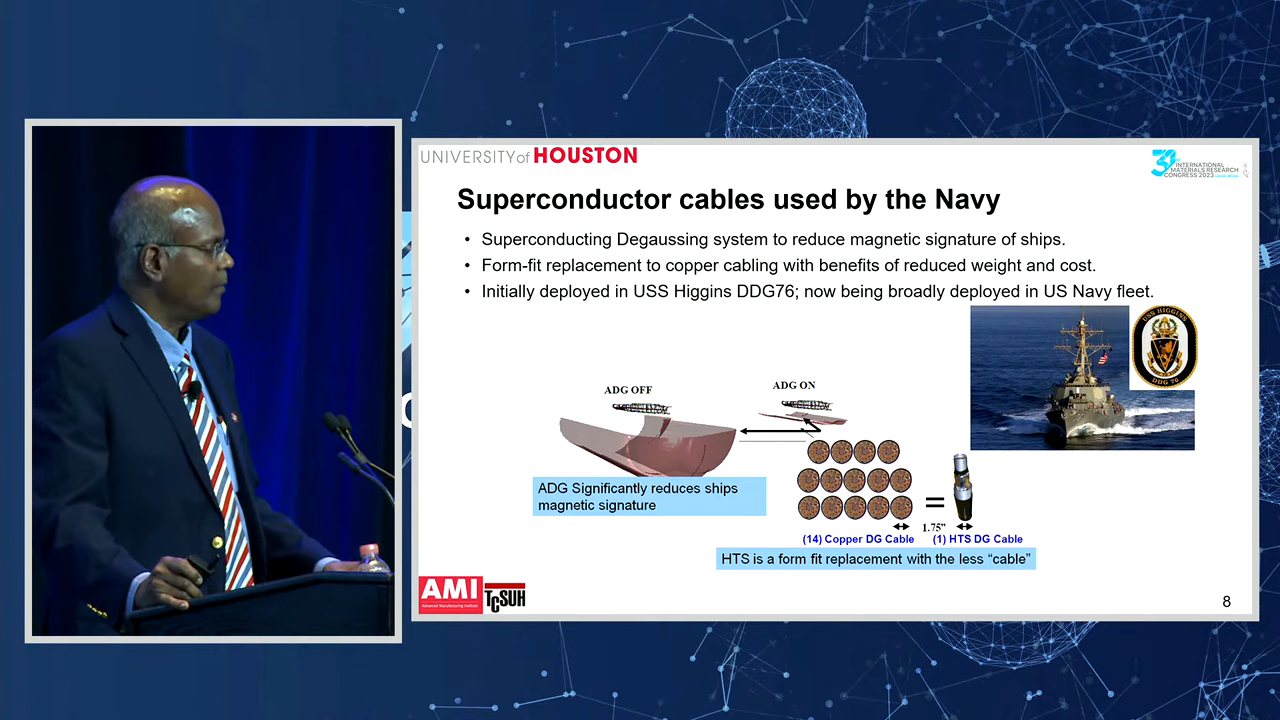 UNIVERSITYof HOUSTON
INTERNATIONAL
MATERIALS RESEARCH
CONGRESS 2023
Superconductor cables used by the Navy
• Superconducting Degaussing system to reduce magnetic signature of ships.
• Form-fit replacement to copper cabling with benefits of reduced weight and cost.
• Initially deployed in USS Higgins DDG76; now being broadly deployed in US Navy fleet.
USS HIGGINS
DDG 76
ADG OFF
ADG ON
ADG Significantly reduces ships
magnetic signature
=
1.75”
(14) Copper DG Cable
(1) HTS DG Cable
HTS is a form fit replacement with the less “cable”
AMI
Advanced Manufacturing Institute
TCSUH
8